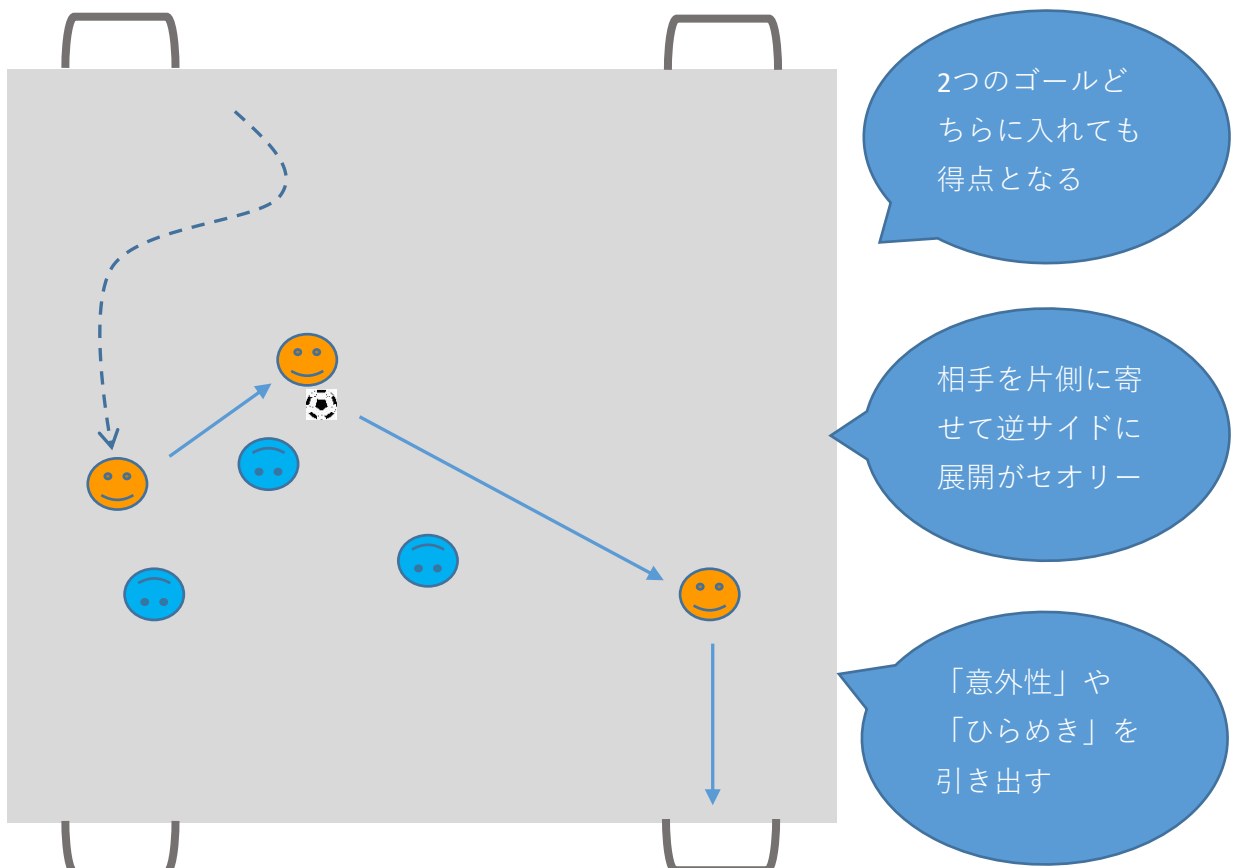 2つのゴールど
ちらに入れても
得点となる
相手を片側に寄
せて逆サイドに
展開がセオリー
「意外性」や
「ひらめき」を
引き出す